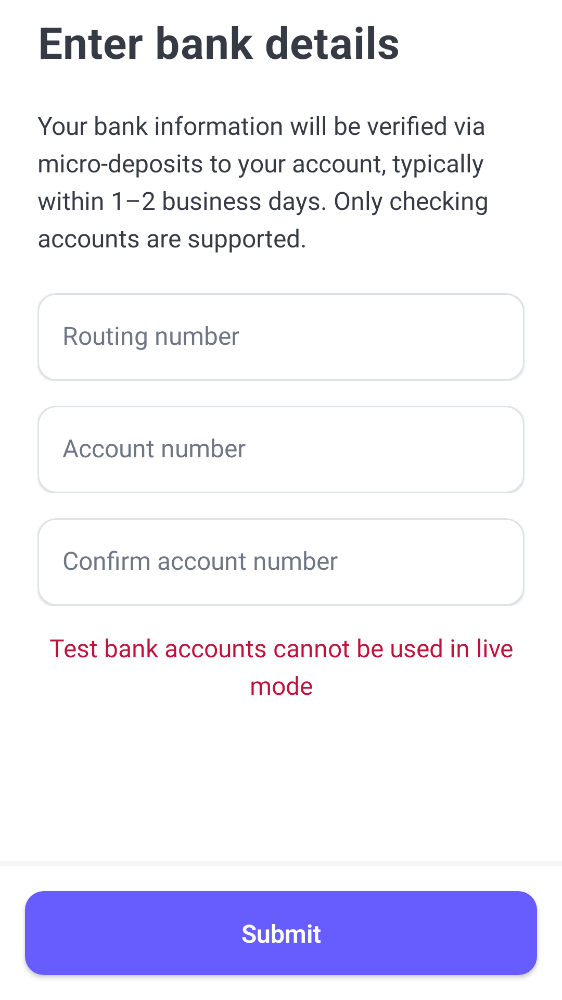 Enter bank details
Your bank information will be verified via
micro-deposits to your account, typically
within 1–2 business days. Only checking
accounts are supported.
Routing number
Account number
Confirm account number
Test bank accounts cannot be used in live
mode
Submit